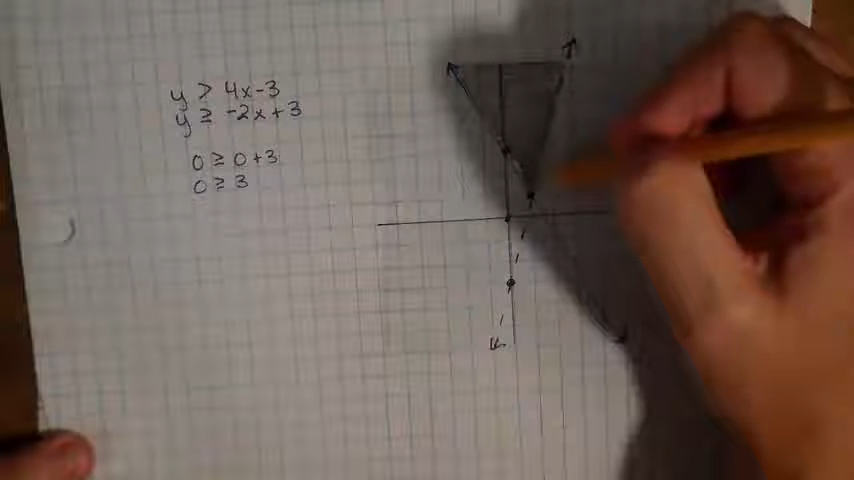 y > 4x-3
y ≥ -2x+3
0 ≥ 0+3
0 ≥ 3